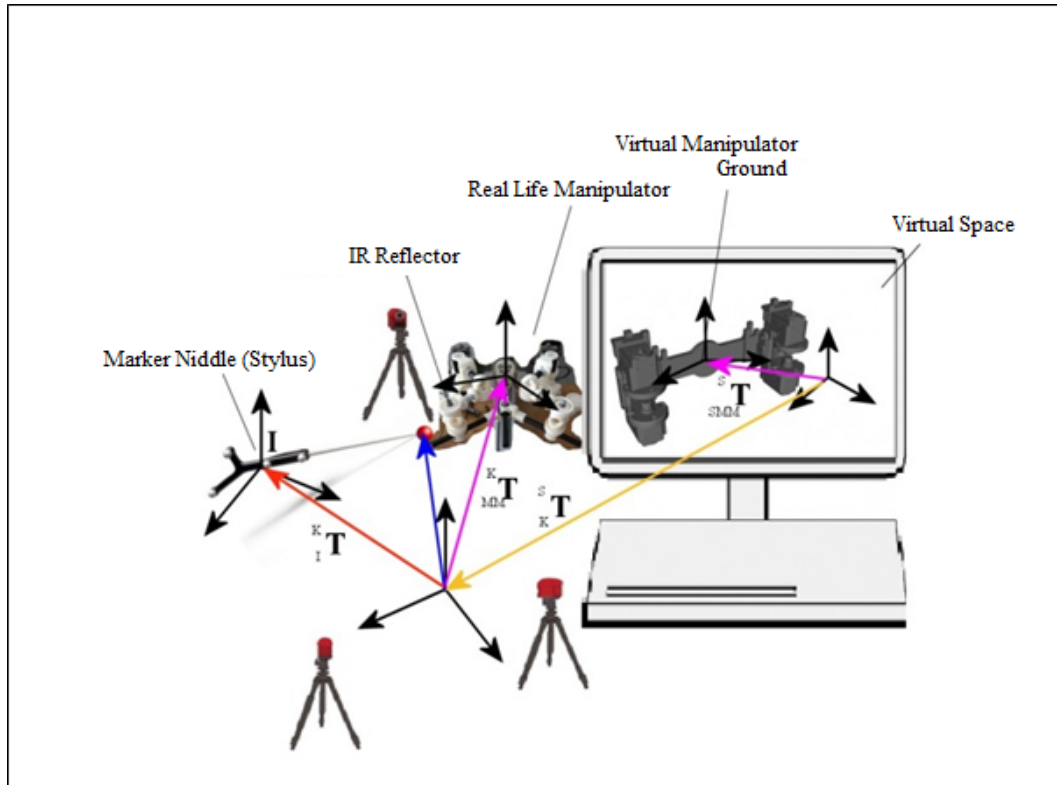 Virtual Manipulator
Ground
Real Life Manipulator
Virtual Space
IR Reflector
Marker Niddle (Stylus)
I
S
T
SMM
K
T
MM
S
T
K
K
T
I